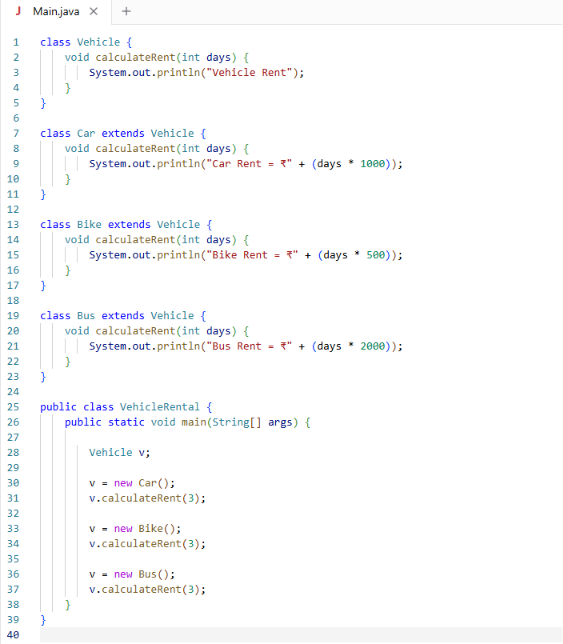 J Main.java × +
1 class Vehicle {
2     void calculateRent(int days) {
3         System.out.println("Vehicle Rent");
4     }
5 }
6
7 class Car extends Vehicle {
8     void calculateRent(int days) {
9         System.out.println("Car Rent = ₹" + (days * 1000));
10     }
11 }
12
13 class Bike extends Vehicle {
14     void calculateRent(int days) {
15         System.out.println("Bike Rent = ₹" + (days * 500));
16     }
17 }
18
19 class Bus extends Vehicle {
20     void calculateRent(int days) {
21         System.out.println("Bus Rent = ₹" + (days * 2000));
22     }
23 }
24
25 public class VehicleRental {
26     public static void main(String[] args) {
27
28         Vehicle v;
29
30         v = new Car();
31         v.calculateRent(3);
32
33         v = new Bike();
34         v.calculateRent(3);
35
36         v = new Bus();
37         v.calculateRent(3);
38     }
39 }
40